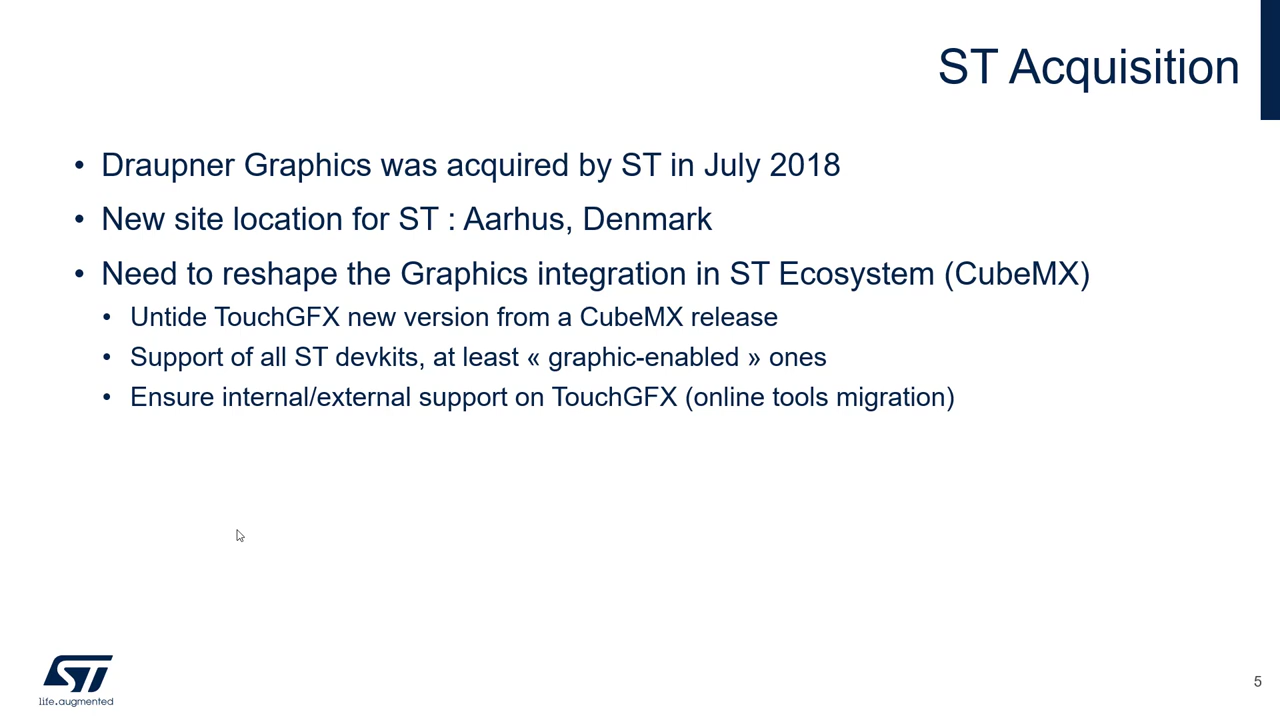 ST Acquisition
• Draupner Graphics was acquired by ST in July 2018
• New site location for ST : Aarhus, Denmark
• Need to reshape the Graphics integration in ST Ecosystem (CubeMX)
• Untide TouchGFX new version from a CubeMX release
• Support of all ST devkits, at least « graphic-enabled » ones
• Ensure internal/external support on TouchGFX (online tools migration)
ST
life.augmented
5